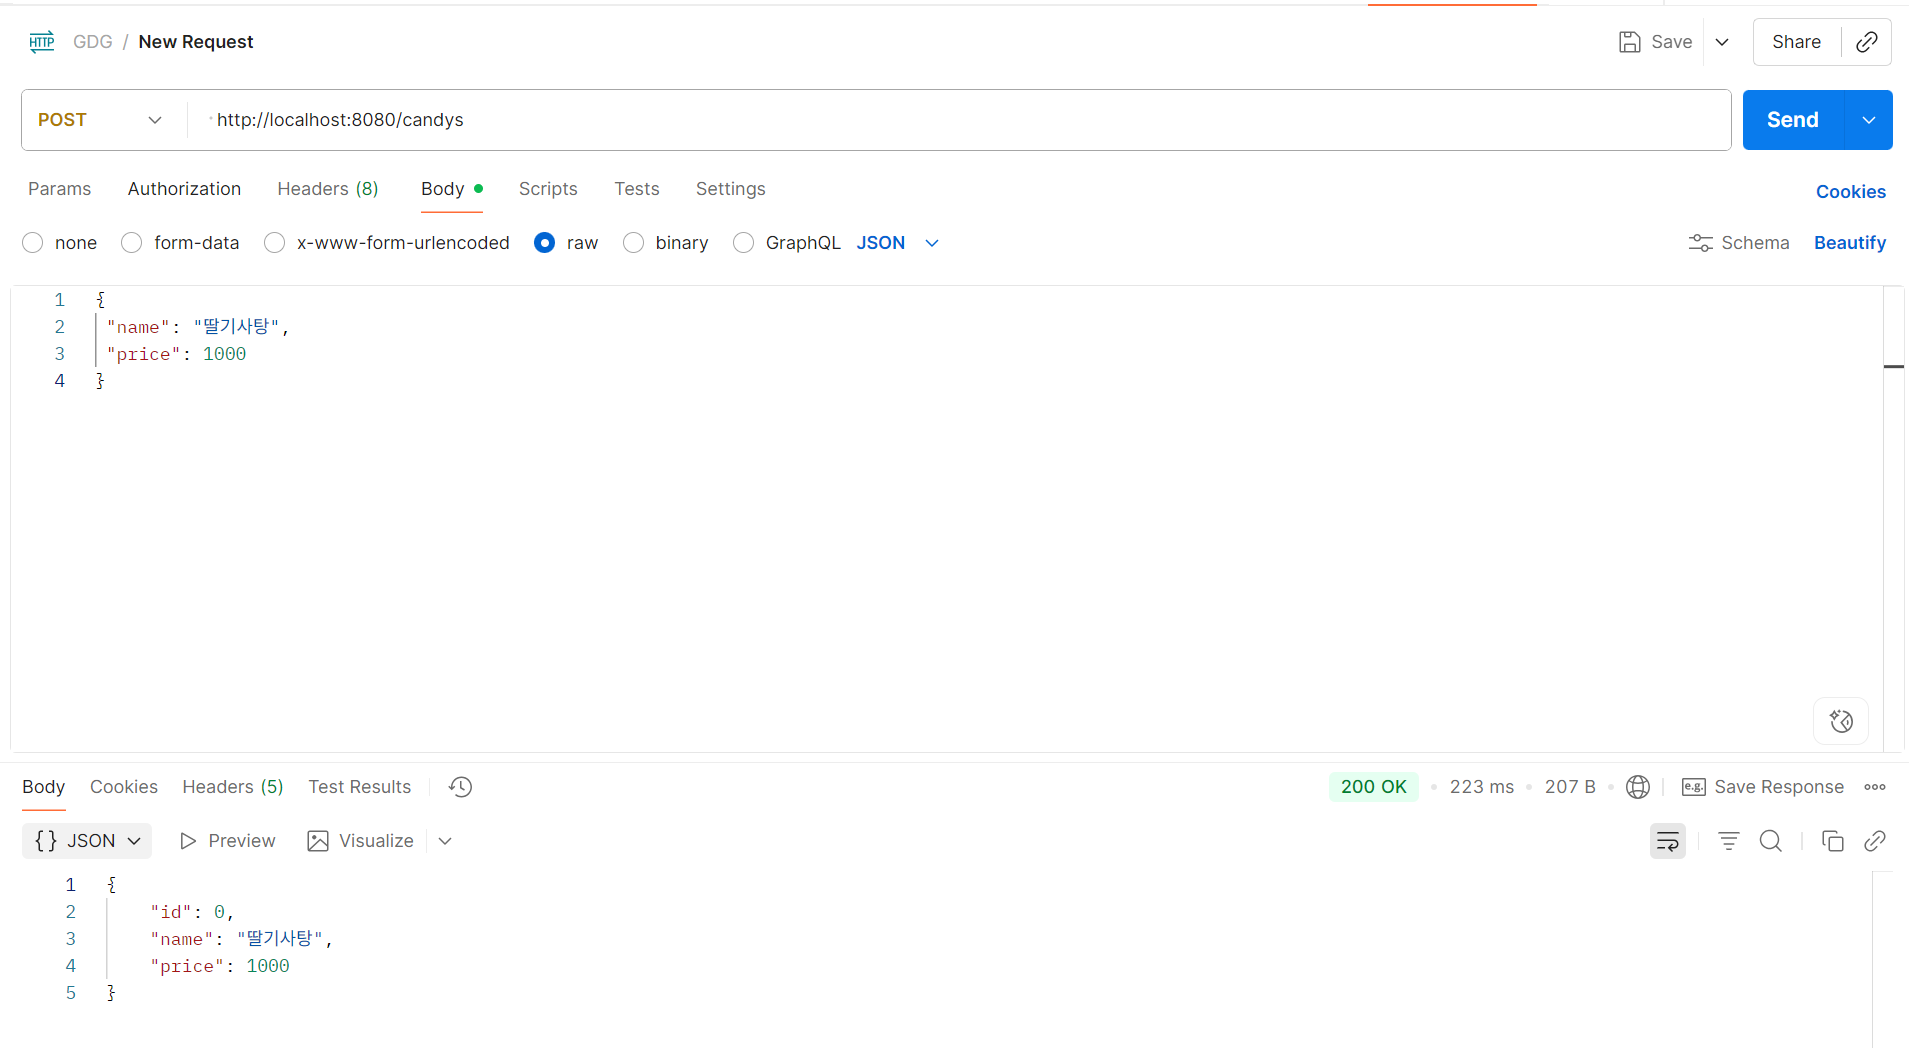 HTTP GDG / New Request Save Share
POST http://localhost:8080/candys Send
Params Authorization Headers (8) Body Scripts Tests Settings Cookies
none form-data x-www-form-urlencoded raw binary GraphQL JSON Schema Beautify
1 {
2 "name": "딸기사탕",
3 "price": 1000
4 }
Body Cookies Headers (5) Test Results 200 OK • 223 ms • 207 B • e.g. Save Response
{} JSON Preview Visualize
1 {
2 "id": 0,
3 "name": "딸기사탕",
4 "price": 1000
5 }